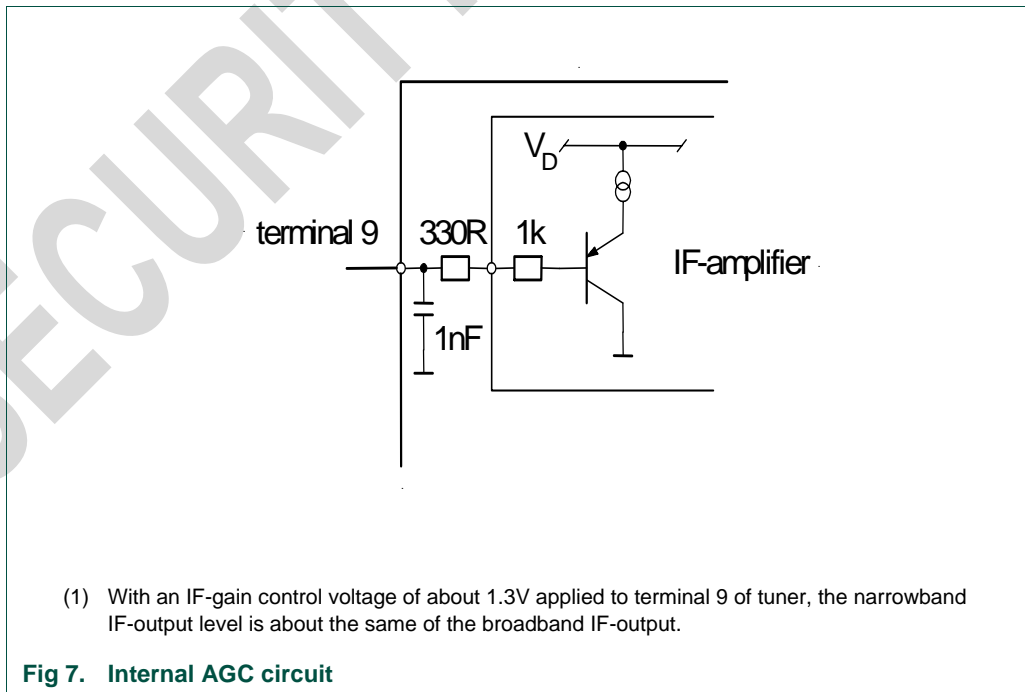 SECURIT
V_D
terminal 9 330R 1k
IF-amplifier
1nF
(1) With an IF-gain control voltage of about 1.3V applied to terminal 9 of tuner, the narrowband
IF-output level is about the same of the broadband IF-output.
Fig 7. Internal AGC circuit